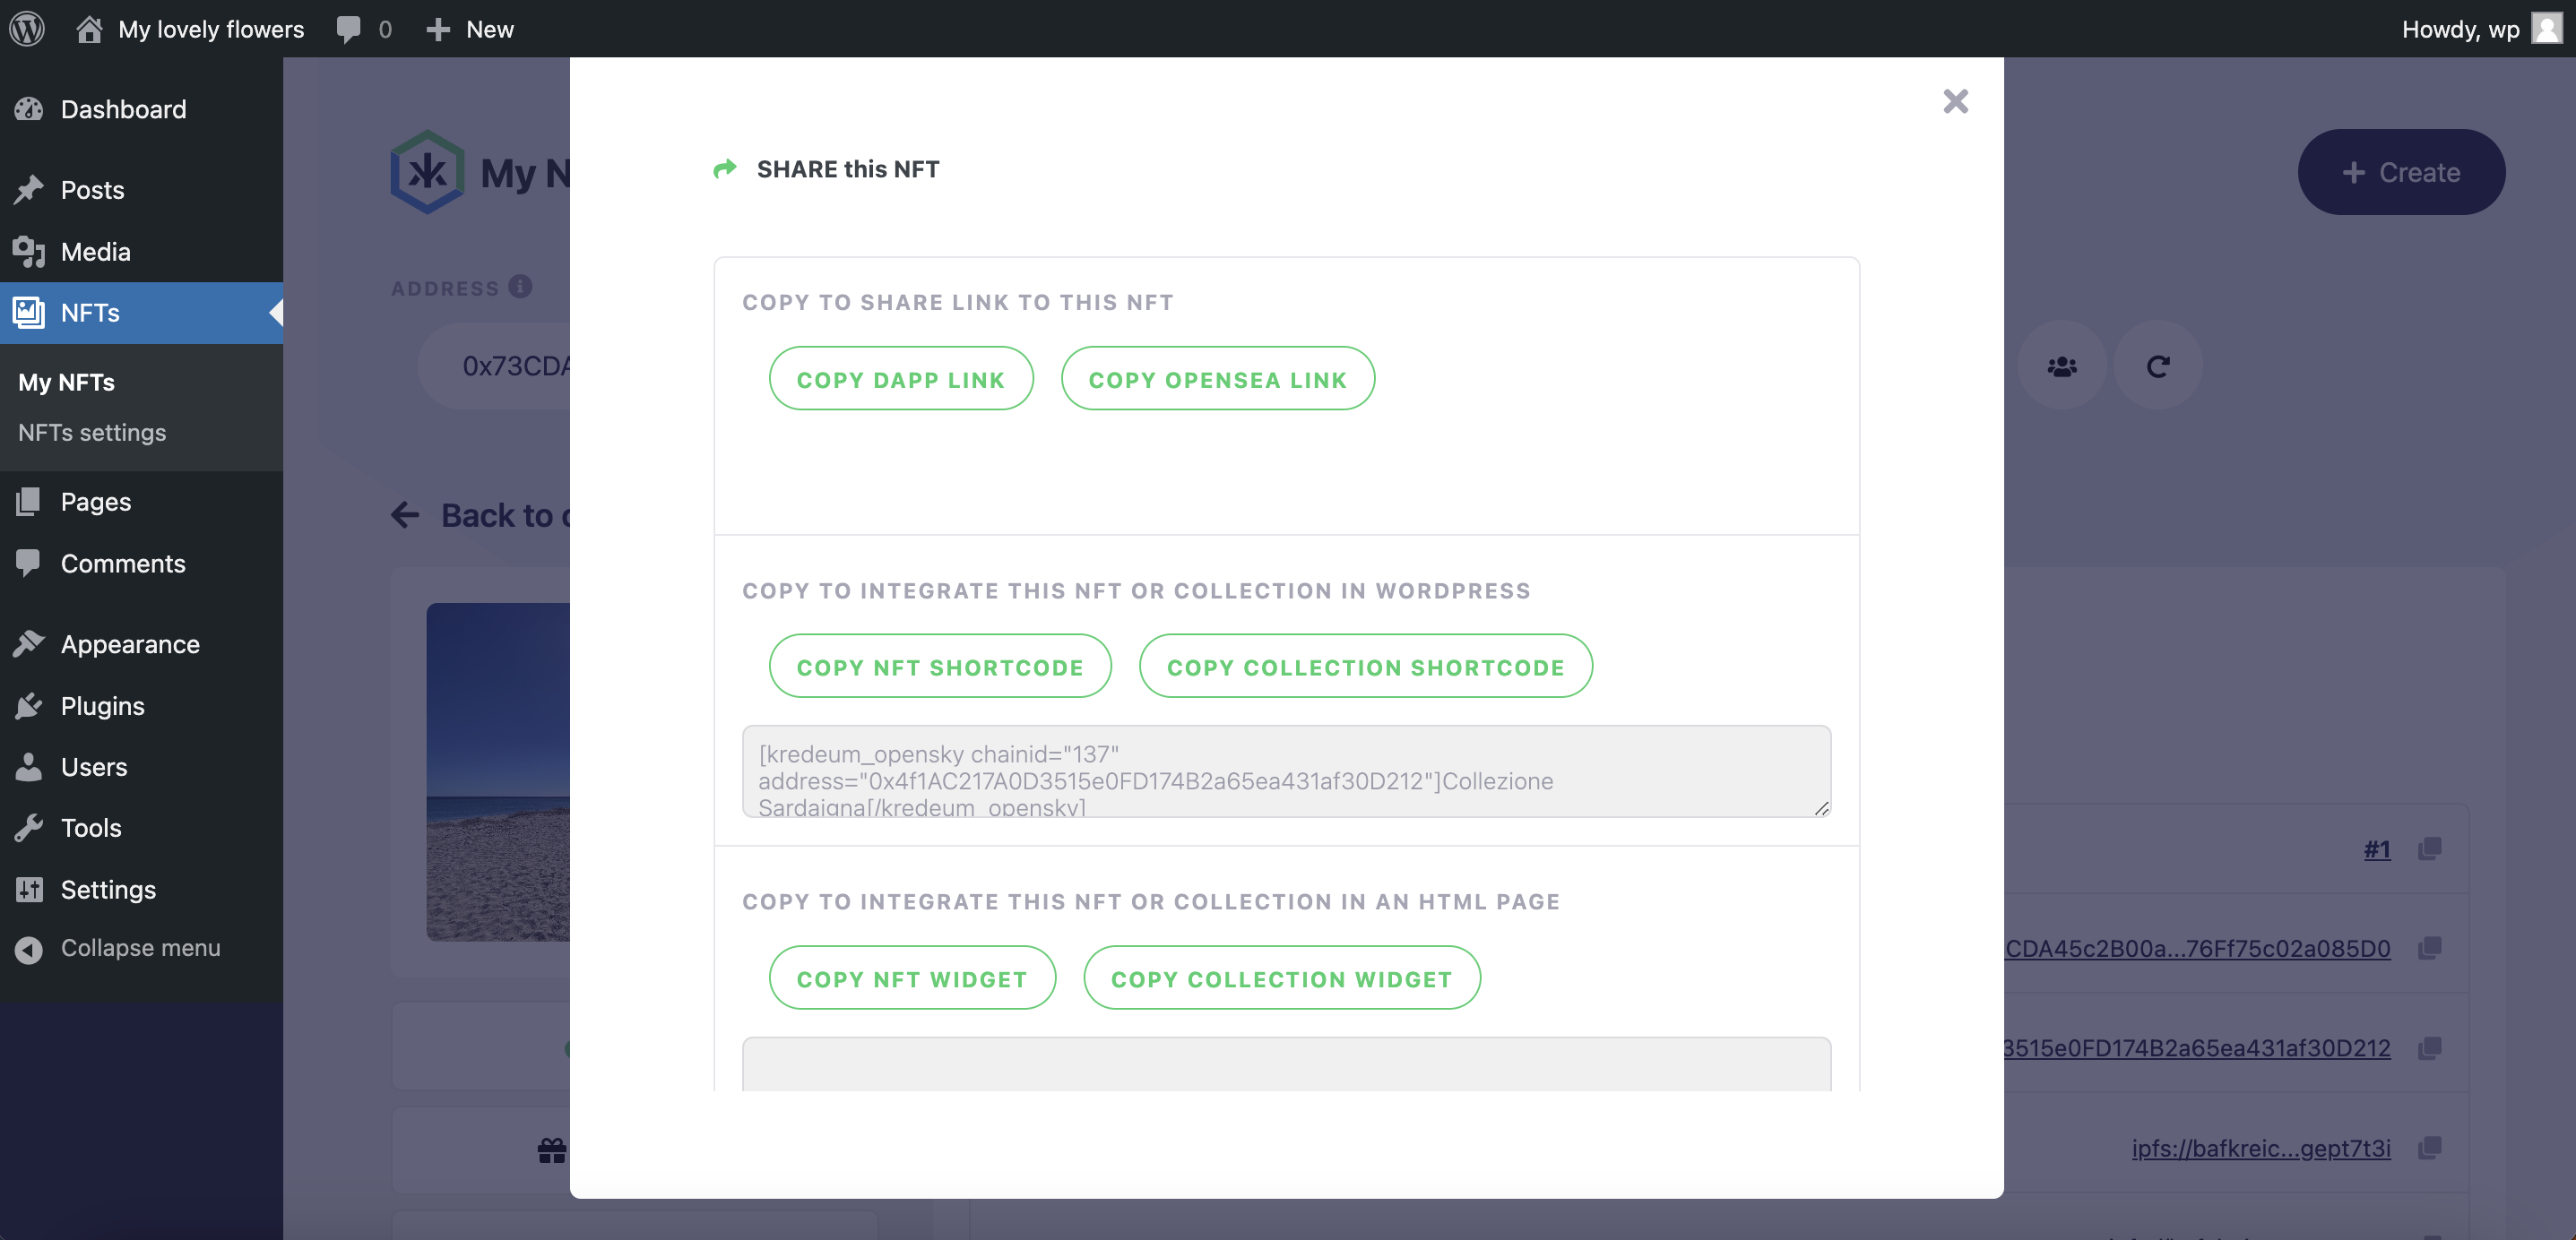 My lovely flowers
0
New
Howdy, wp
Dashboard
Posts
Media
NFTs
My NFTs
NFTs settings
Pages
Comments
Appearance
Plugins
Users
Tools
Settings
Collapse menu
My N
Create
ADDRESS
0x73CDA
Back to
SHARE this NFT
COPY TO SHARE LINK TO THIS NFT
COPY DAPP LINK
COPY OPENSEA LINK
COPY TO INTEGRATE THIS NFT OR COLLECTION IN WORDPRESS
COPY NFT SHORTCODE
COPY COLLECTION SHORTCODE
[kredeum_opensky chainid="137"
address="0x4f1AC217A0D3515e0FD174B2a65ea431af30D212"]Collezione
Sardaigna[/kredeum_opensky]
COPY TO INTEGRATE THIS NFT OR COLLECTION IN AN HTML PAGE
COPY NFT WIDGET
COPY COLLECTION WIDGET
#1
CDA45c2B00a...76Ff75c02a085D0
3515e0FD174B2a65ea431af30D212
ipfs://bafkreic...gept7t3i